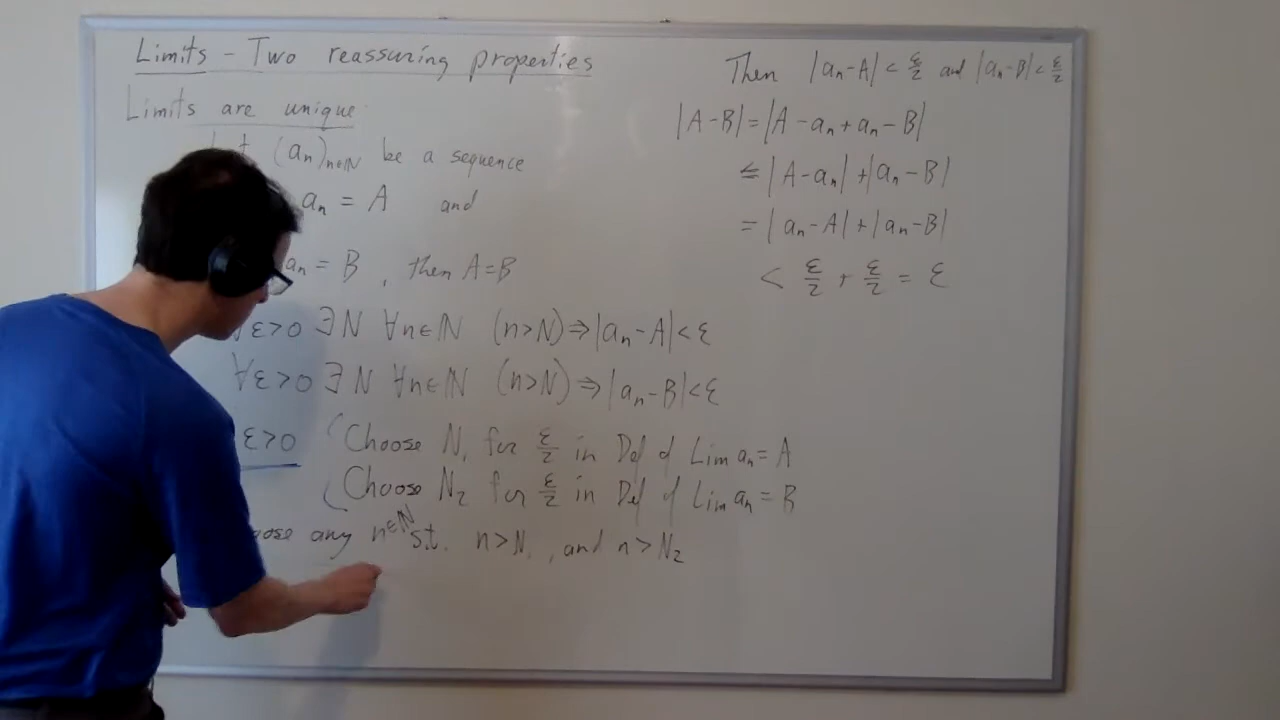 Limits - Two reassuring properties
Limits are unique
(aₙ)ₙ∈ℕ be a sequence
aₙ = A and
aₙ = B , then A=B
∀ε>0 ∃N ∀n∈ℕ (n>N)⇒|aₙ-A|<ε
∀ε>0 ∃N ∀n∈ℕ (n>N)⇒|aₙ-B|<ε
ε>0 (Choose N₁ for ε/2 in Def of Lim aₙ = A
(Choose N₂ for ε/2 in Def of Lim aₙ = B
any n∈ℕ s.t. n>N₁ , and n>N₂
Then |aₙ-A|<ε/2 and |aₙ-B|<ε/2
|A-B|=|A-aₙ+aₙ-B|
≤|A-aₙ|+|aₙ-B|
=|aₙ-A|+|aₙ-B|
< ε/2 + ε/2 = ε